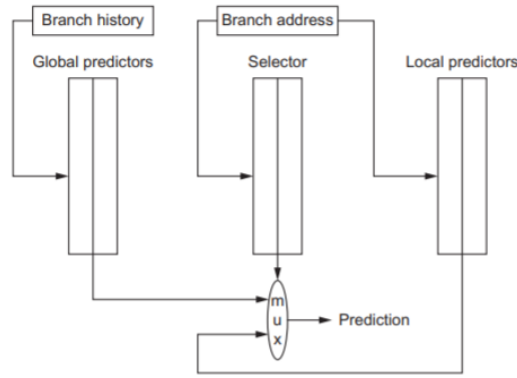 Branch history
Branch address
Global predictors
Selector
Local predictors
m
u
x
Prediction